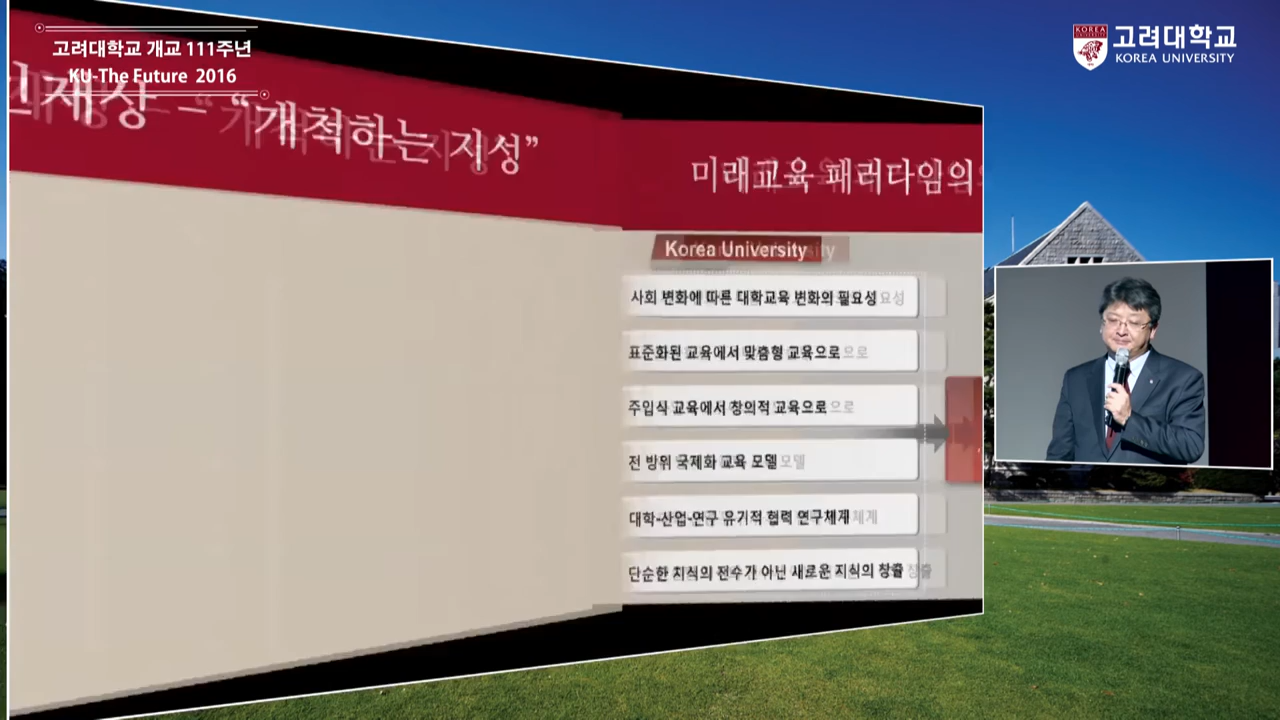 고려대학교 개교 111주년
KU-The Future 2016
KOREA
고려대학교
KOREA UNIVERSITY
인재상 – “개척하는 지성”
미래교육 패러다임의
Korea University
사회 변화에 따른 대학교육 변화의 필요성
표준화된 교육에서 맞춤형 교육으로
주입식 교육에서 창의적 교육으로
전 방위 국제화 교육 모델
대학-산업-연구 유기적 협력 연구체계
단순한 지식의 전수가 아닌 새로운 지식의 창출